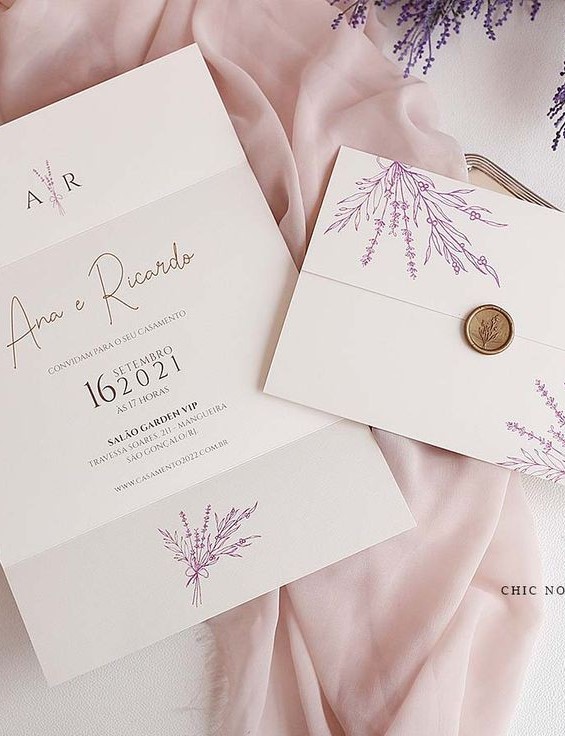 A R
Ana e Ricardo
CONVIDAM PARA O SEU CASAMENTO
SETEMBRO
16 2021
ÀS 17 HORAS
SALÃO GARDEN VIP
TRAVESSA SOARES, 211 - MANGUEIRA
SÃO GONÇALO/RJ
WWW.CASAMENTO2022.COM.BR
CHIC NO